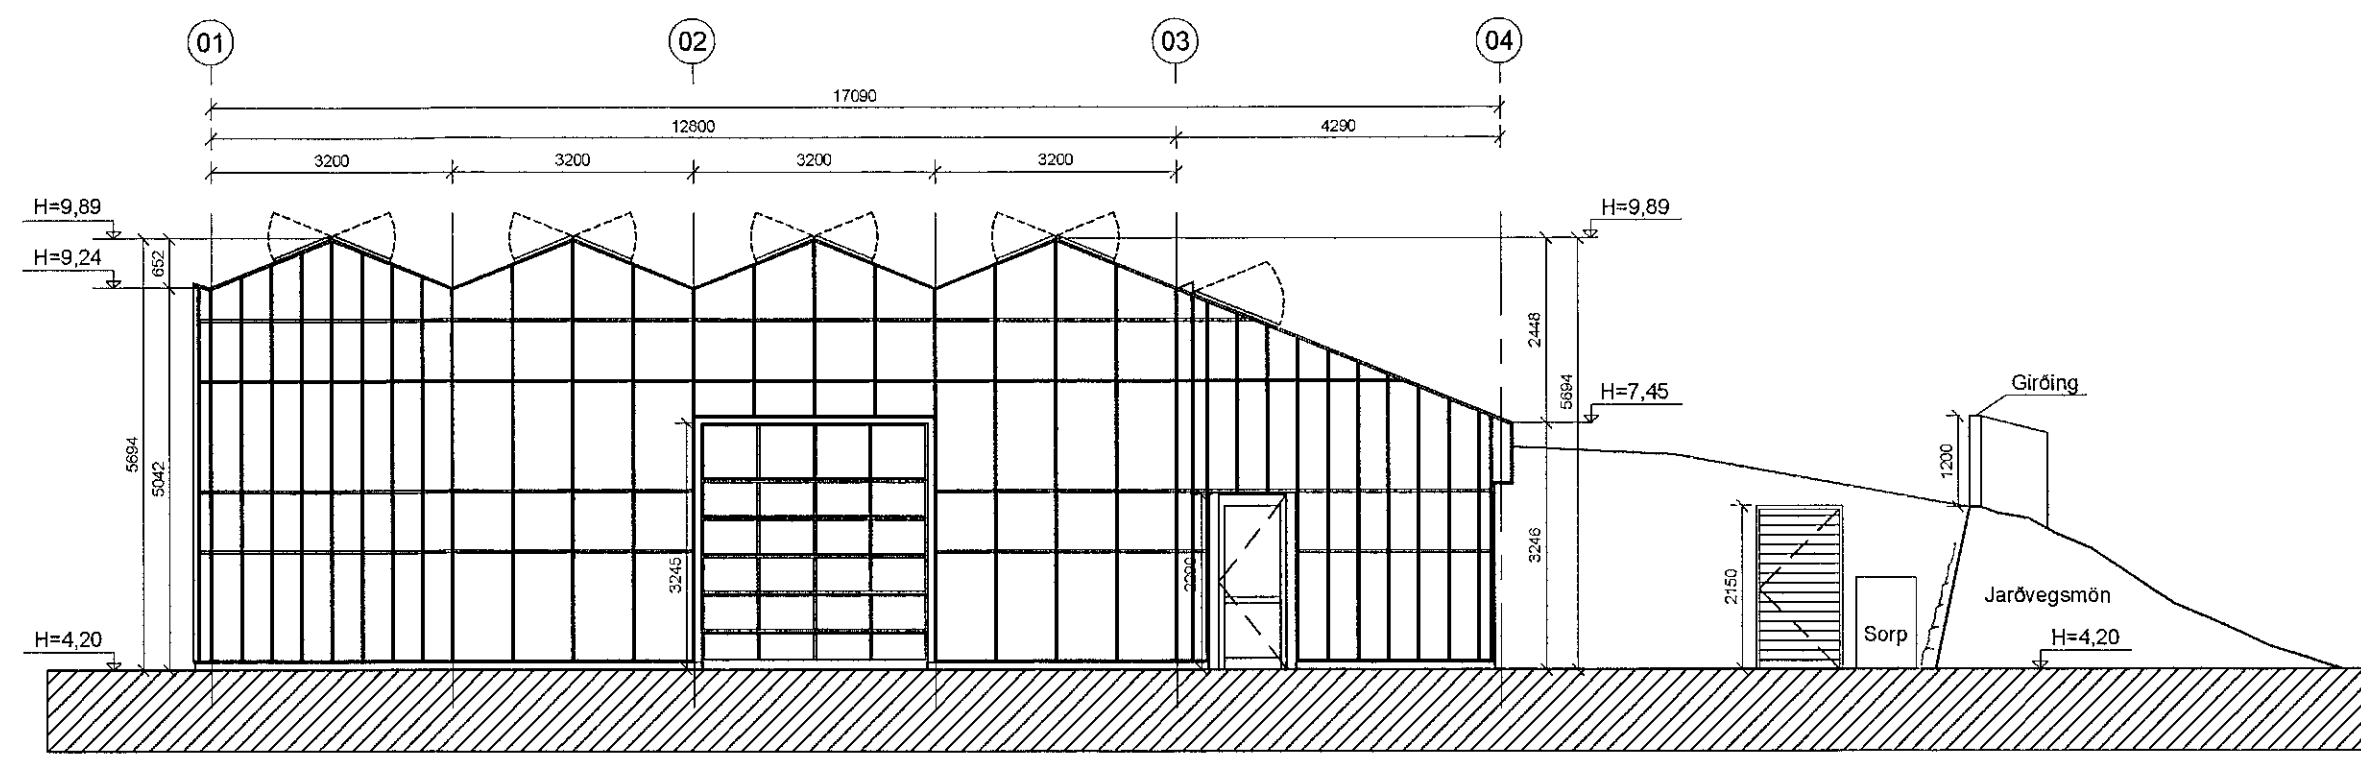 01 02 03 04
17090
12800 4290
3200 3200 3200 3200
H=9,89 H=9,89
H=9,24
652
2448
5694
H=7,45
Girðing
5694
5042
3245
3246
1200
2150
Jarðvegsmön
Sorp
H=4,20 H=4,20